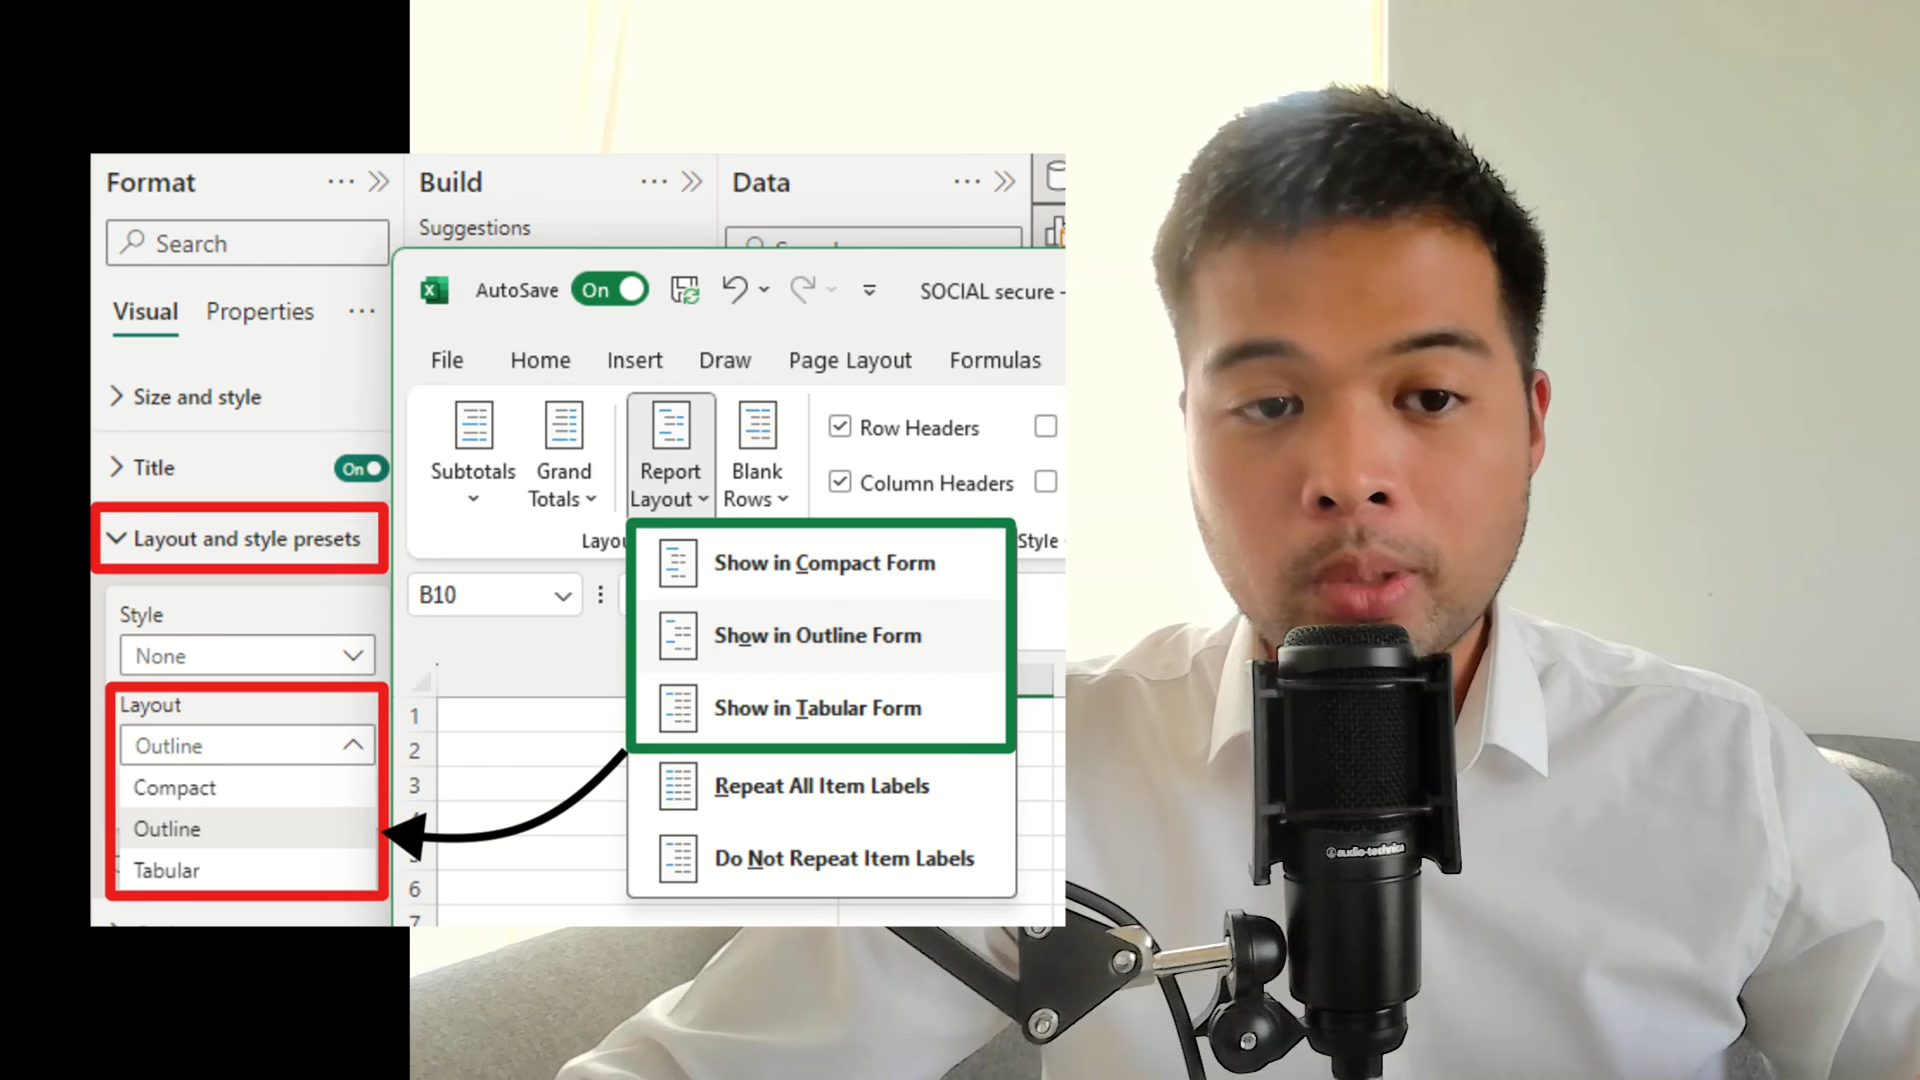 Format
Search
Visual Properties
Size and style
Title On
Layout and style presets
Style
None
Layout
Outline
Compact
Outline
Tabular
Build
Suggestions
Data
AutoSave On
SOCIAL secure -
File Home Insert Draw Page Layout Formulas
Subtotals
Grand
Totals
Report
Layout
Blank
Rows
Row Headers
Column Headers
Layou
Style
B10
Show in Compact Form
Show in Outline Form
Show in Tabular Form
Repeat All Item Labels
Do Not Repeat Item Labels
1
2
3
6
7
audio-technica